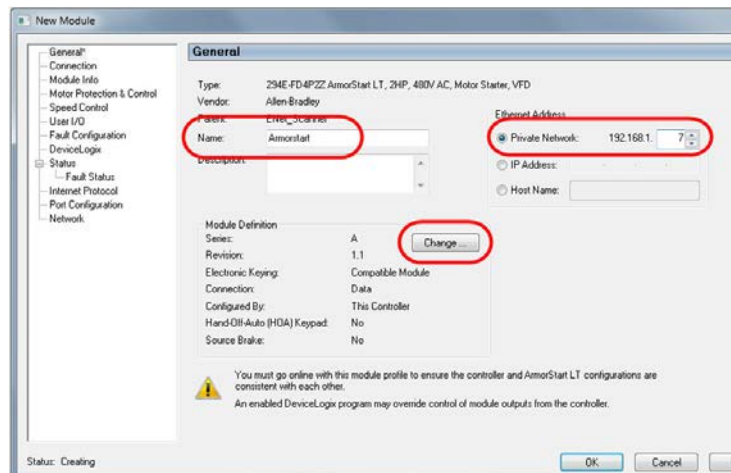 New Module
General*
Connection
Module Info
Motor Protection & Control
Speed Control
User I/O
Fault Configuration
DeviceLogix
Status
Fault Status
Internet Protocol
Port Configuration
Network
General
Type: 294E-FD4P2Z ArmorStart LT, 2HP, 480V AC, Motor Starter, VFD
Vendor: Allen-Bradley
Parent: ENet_Scanner
Name: Armorstart
Description:
Ethernet Address
Private Network: 192.168.1. 7
IP Address:
Host Name:
Module Definition
Series: A
Change ...
Revision: 1.1
Electronic Keying: Compatible Module
Connection: Data
Configured By: This Controller
Hand-Off-Auto (HOA) Keypad: No
Source Brake: No
You must go online with this module profile to ensure the controller and ArmorStart LT configurations are
consistent with each other.
An enabled DeviceLogix program may override control of module outputs from the controller.
Status: Creating
OK
Cancel